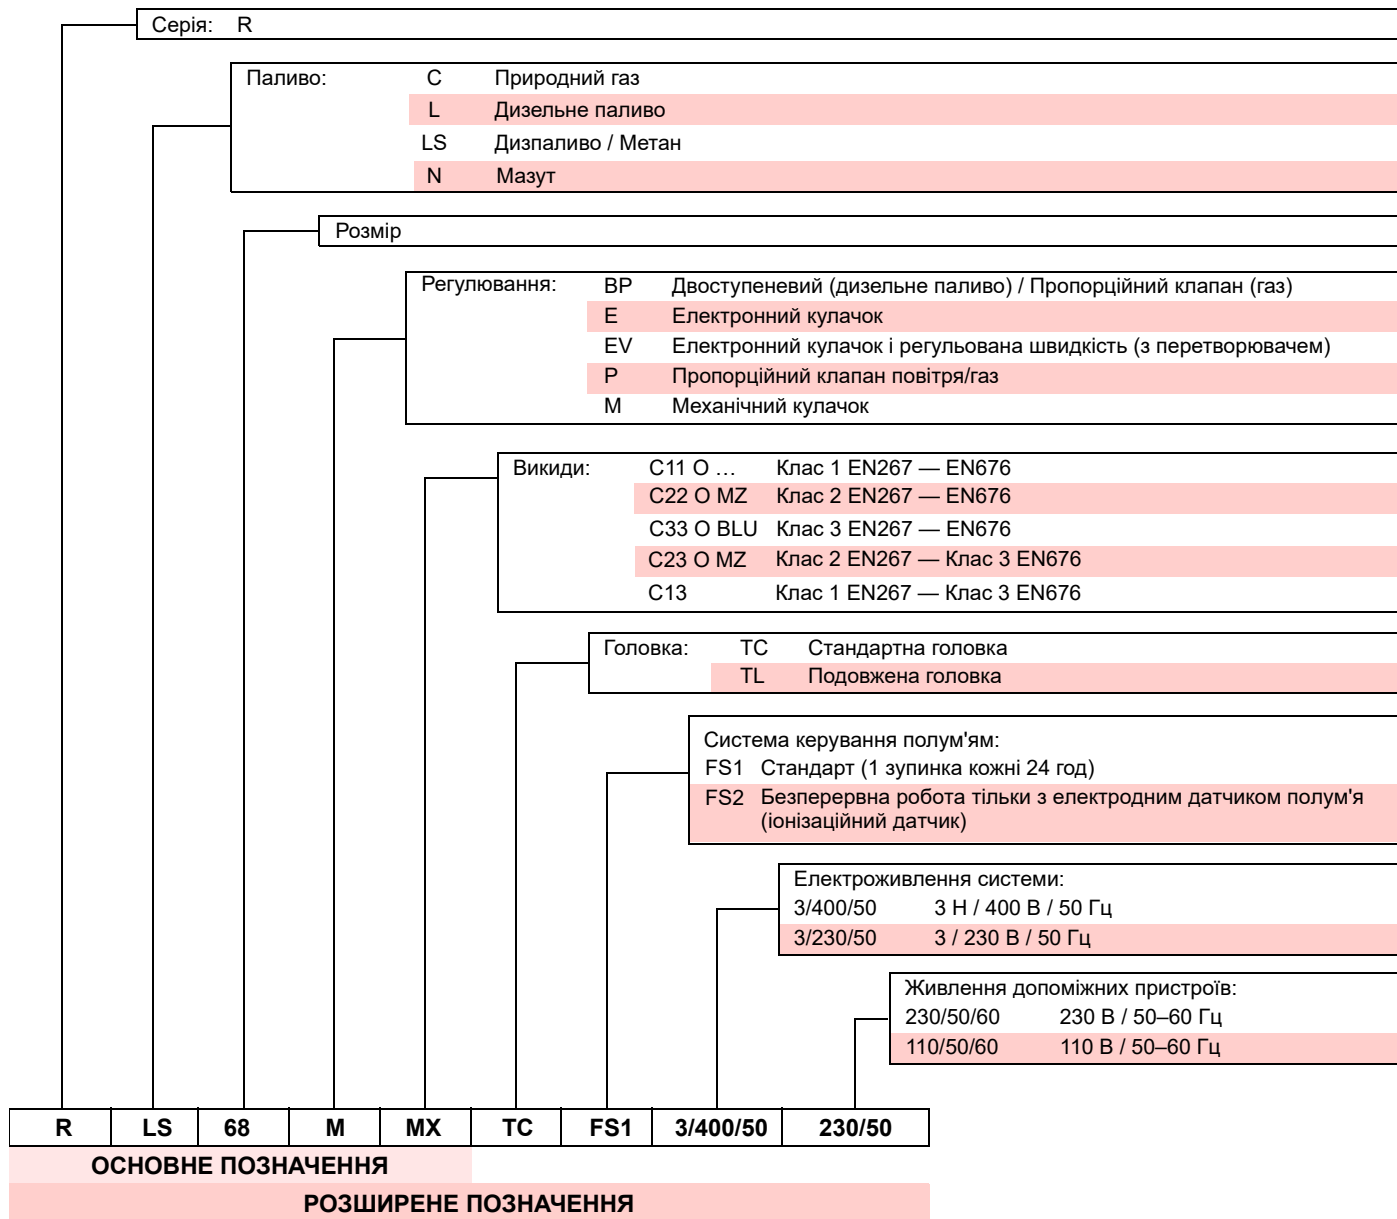 Серія: R
Паливо: C Природний газ
L Дизельне паливо
LS Дизпаливо / Метан
N Мазут
Розмір
Регулювання: BP Двоступеневий (дизельне паливо) / Пропорційний клапан (газ)
E Електронний кулачок
EV Електронний кулачок і регульована швидкість (з перетворювачем)
P Пропорційний клапан повітря/газ
M Механічний кулачок
Викиди: C11 O … Клас 1 EN267 — EN676
C22 O MZ Клас 2 EN267 — EN676
C33 O BLU Клас 3 EN267 — EN676
C23 O MZ Клас 2 EN267 — Клас 3 EN676
C13 Клас 1 EN267 — Клас 3 EN676
Головка: TC Стандартна головка
TL Подовжена головка
Система керування полум'ям:
FS1 Стандарт (1 зупинка кожні 24 год)
FS2 Безперервна робота тільки з електродним датчиком полум'я
(іонізаційний датчик)
Електроживлення системи:
3/400/50 3 Н / 400 В / 50 Гц
3/230/50 3 / 230 В / 50 Гц
Живлення допоміжних пристроїв:
230/50/60 230 В / 50–60 Гц
110/50/60 110 В / 50–60 Гц
R LS 68 M MX TC FS1 3/400/50 230/50
ОСНОВНЕ ПОЗНАЧЕННЯ
РОЗШИРЕНЕ ПОЗНАЧЕННЯ